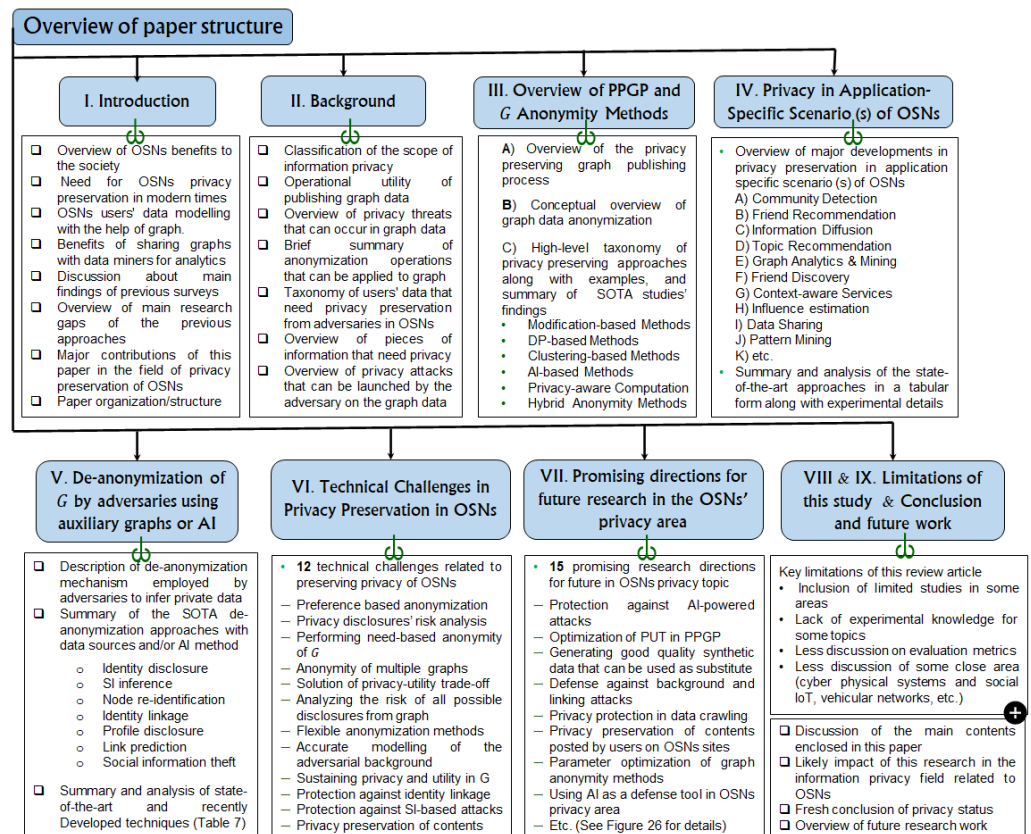 Overview of paper structure
I. Introduction
❑ Overview of OSNs benefits to
the society
❑ Need for OSNs privacy
preservation in modern times
❑ OSNs users' data modelling
with the help of graph.
❑ Benefits of sharing graphs
with data miners for analytics
❑ Discussion about main
findings of previous surveys
❑ Overview of main research
gaps of the previous
approaches
❑ Major contributions of this
paper in the field of privacy
preservation of OSNs
❑ Paper organization/structure
II. Background
❑ Classification of the scope of
information privacy
❑ Operational utility of
publishing graph data
❑ Overview of privacy threats
that can occur in graph data
❑ Brief summary of
anonymization operations
that can be applied to graph
❑ Taxonomy of users' data that
need privacy preservation
from adversaries in OSNs
❑ Overview of pieces of
information that need privacy
❑ Overview of privacy attacks
that can be launched by the
adversary on the graph data
III. Overview of PPGP and
G Anonymity Methods
A) Overview of the privacy
preserving graph publishing
process
B) Conceptual overview of
graph data anonymization
C) High-level taxonomy of
privacy preserving approaches
along with examples, and
summary of SOTA studies'
findings
• Modification-based Methods
• DP-based Methods
• Clustering-based Methods
• AI-based Methods
• Privacy-aware Computation
• Hybrid Anonymity Methods
IV. Privacy in Application-
Specific Scenario(s) of OSNs
• Overview of major developments in
privacy preservation in application
specific scenario (s) of OSNs
A) Community Detection
B) Friend Recommendation
C) Information Diffusion
D) Topic Recommendation
E) Graph Analytics & Mining
F) Friend Discovery
G) Context-aware Services
H) Influence estimation
I) Data Sharing
J) Pattern Mining
K) etc.
• Summary and analysis of the state-
of-the-art approaches in a tabular
form along with experimental details
V. De-anonymization of
G by adversaries using
auxiliary graphs or AI
❑ Description of de-anonymization
mechanism employed by
adversaries to infer private data
❑ Summary of the SOTA de-
anonymization approaches with
data sources and/or AI method
o Identity disclosure
o SI inference
o Node re-identification
o Identity linkage
o Profile disclosure
o Link prediction
o Social information theft
❑ Summary and analysis of state-
of-the-art and recently
Developed techniques (Table 7)
VI. Technical Challenges in
Privacy Preservation in OSNs
• 12 technical challenges related to
preserving privacy of OSNs
– Preference based anonymization
– Privacy disclosures' risk analysis
– Performing need-based anonymity
of G
– Anonymity of multiple graphs
– Solution of privacy-utility trade-off
– Analyzing the risk of all possible
disclosures from graph
– Flexible anonymization methods
– Accurate modelling of the
adversarial background
– Sustaining privacy and utility in G
– Protection against identity linkage
– Protection against SI-based attacks
– Privacy preservation of contents
VII. Promising directions for
future research in the OSNs'
privacy area
• 15 promising research directions
for future in OSNs privacy topic
– Protection against AI-powered
attacks
– Optimization of PUT in PPGP
– Generating good quality synthetic
data that can be used as substitute
– Defense against background and
linking attacks
– Privacy protection in data crawling
– Privacy preservation of contents
posted by users on OSNs sites
– Parameter optimization of graph
anonymity methods
– Using AI as a defense tool in OSNs
privacy area
– Etc. (See Figure 26 for details)
VIII & IX. Limitations of
this study & Conclusion
and future work
Key limitations of this review article
• Inclusion of limited studies in some
areas
• Lack of experimental knowledge for
some topics
• Less discussion on evaluation metrics
• Less discussion of some close area
(cyber physical systems and social
IoT, vehicular networks, etc.)
❑ Discussion of the main contents
enclosed in this paper
❑ Likely impact of this research in the
information privacy field related to
OSNs
❑ Fresh conclusion of privacy status
❑ Overview of future research work